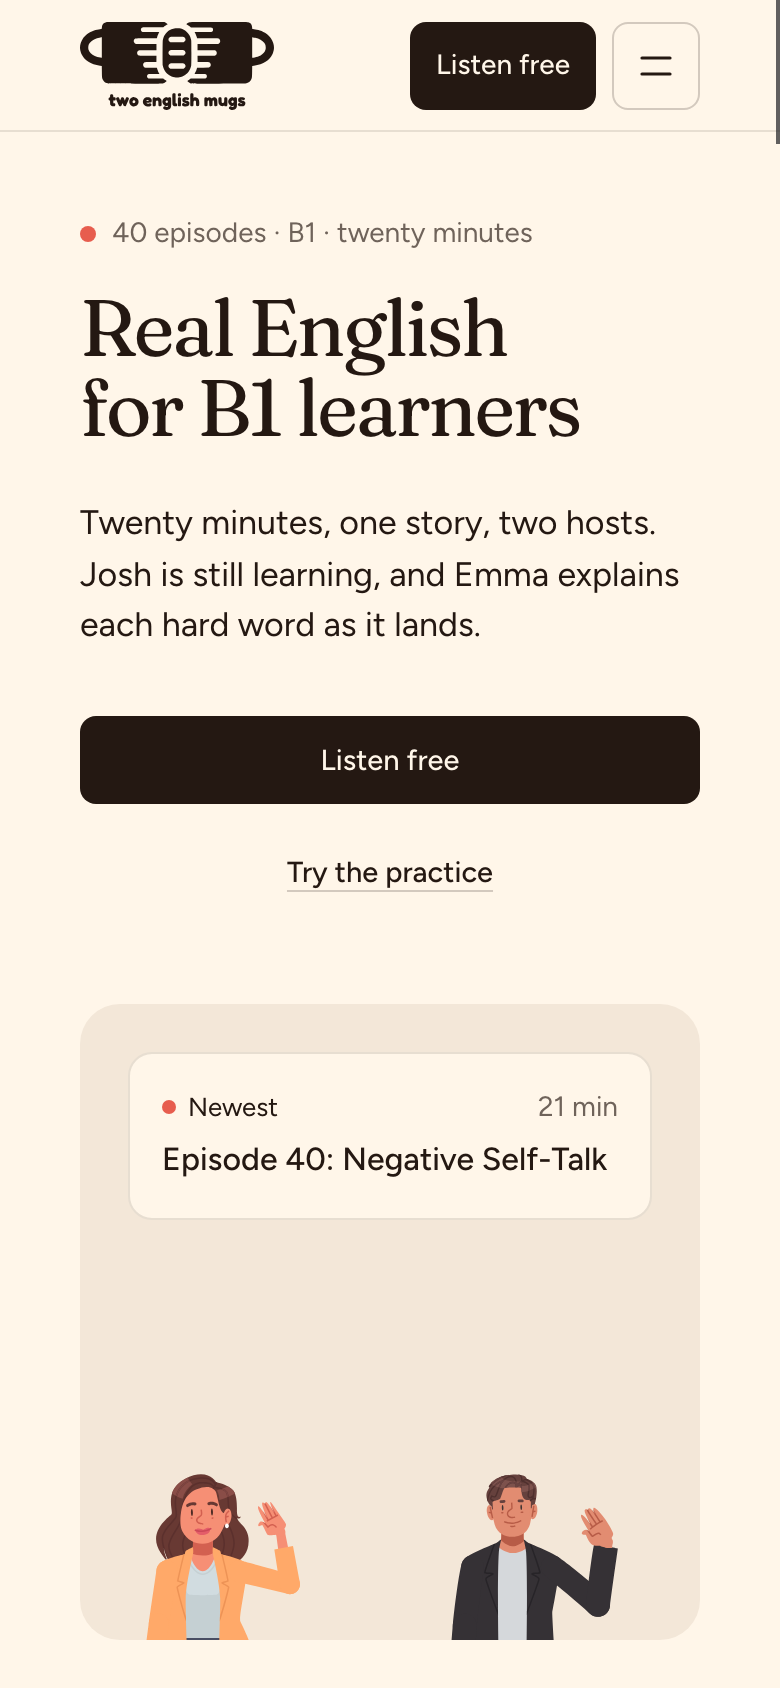 two english mugs
Listen free
40 episodes · B1 · twenty minutes
Real English
for B1 learners
Twenty minutes, one story, two hosts.
Josh is still learning, and Emma explains
each hard word as it lands.
Listen free
Try the practice
Newest
21 min
Episode 40: Negative Self-Talk